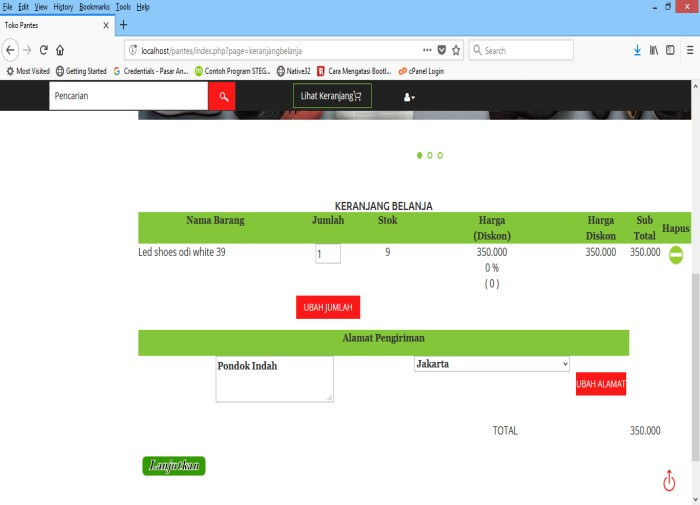 File Edit View History Bookmarks Tools Help
Toko Pantes
localhost/pantes/index.php?page=keranjangbelanja
Search
Most Visited Getting Started Credentials - Pasar An... Contoh Program STEG... Native32 Cara Mengatasi Bootl... cPanel Login
Pencarian Lihat Keranjang
KERANJANG BELANJA
Nama Barang Jumlah Stok Harga (Diskon) Harga Diskon Sub Total Hapus
Led shoes odi white 39 1 9 350.000 350.000 350.000
0 %
( 0 )
UBAH JUMLAH
Alamat Pengiriman
Pondok Indah Jakarta
UBAH ALAMAT
TOTAL 350.000
Lanjutkan